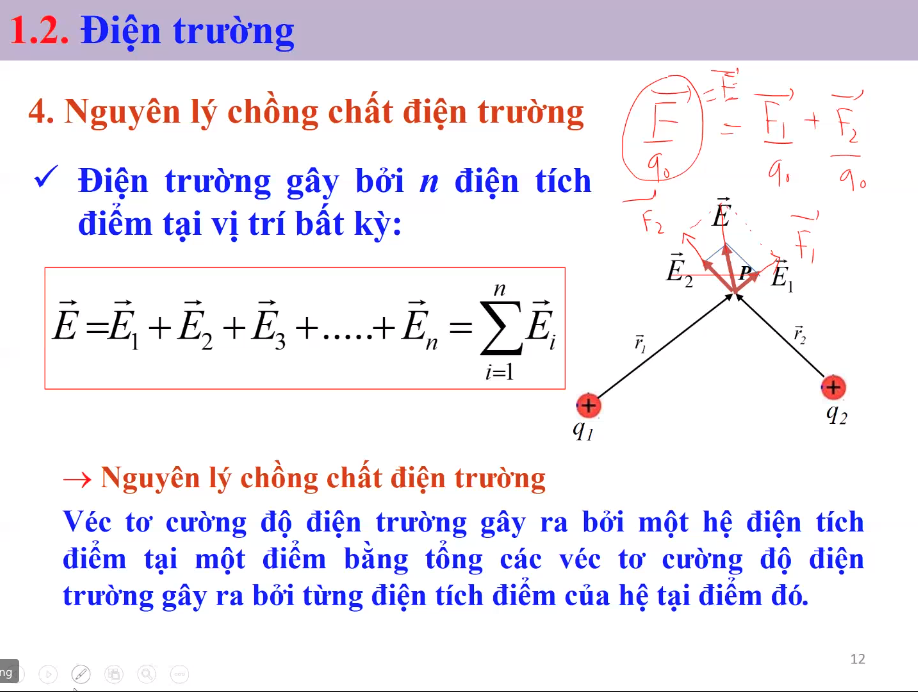 1.2. Điện trường
4. Nguyên lý chồng chất điện trường
F/q₀ = E = F₁/q₀ + F₂/q₀
✓ Điện trường gây bởi n điện tích
điểm tại vị trí bất kỳ:
F₂
E
F₁
E₂
P
E₁
E = E₁ + E₂ + E₃ + ..... + Eₙ = ∑ Eᵢ
n
i=1
r₁
r₂
+
+
q₁
q₂
→ Nguyên lý chồng chất điện trường
Véc tơ cường độ điện trường gây ra bởi một hệ điện tích
điểm tại một điểm bằng tổng các véc tơ cường độ điện
trường gây ra bởi từng điện tích điểm của hệ tại điểm đó.
12
ng